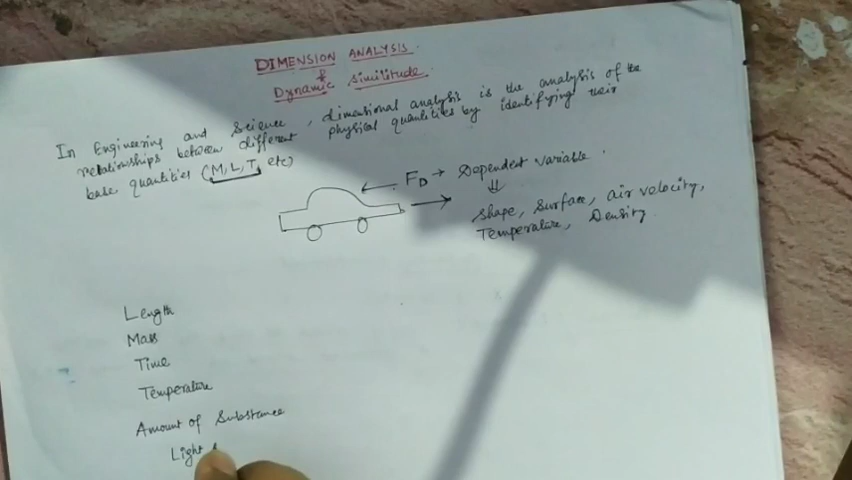 DIMENSION ANALYSIS
&
Dynamic Similitude.
In Engineering and Science, dimensional analysis is the analysis of the
relationships between different physical quantities by identifying their
base quantities (M, L, T, etc)
FD → Dependent variable.
⇓
Shape, Surface, air velocity,
Temperature, Density.
Length
Mass
Time
Temperature
Amount of Substance
Light